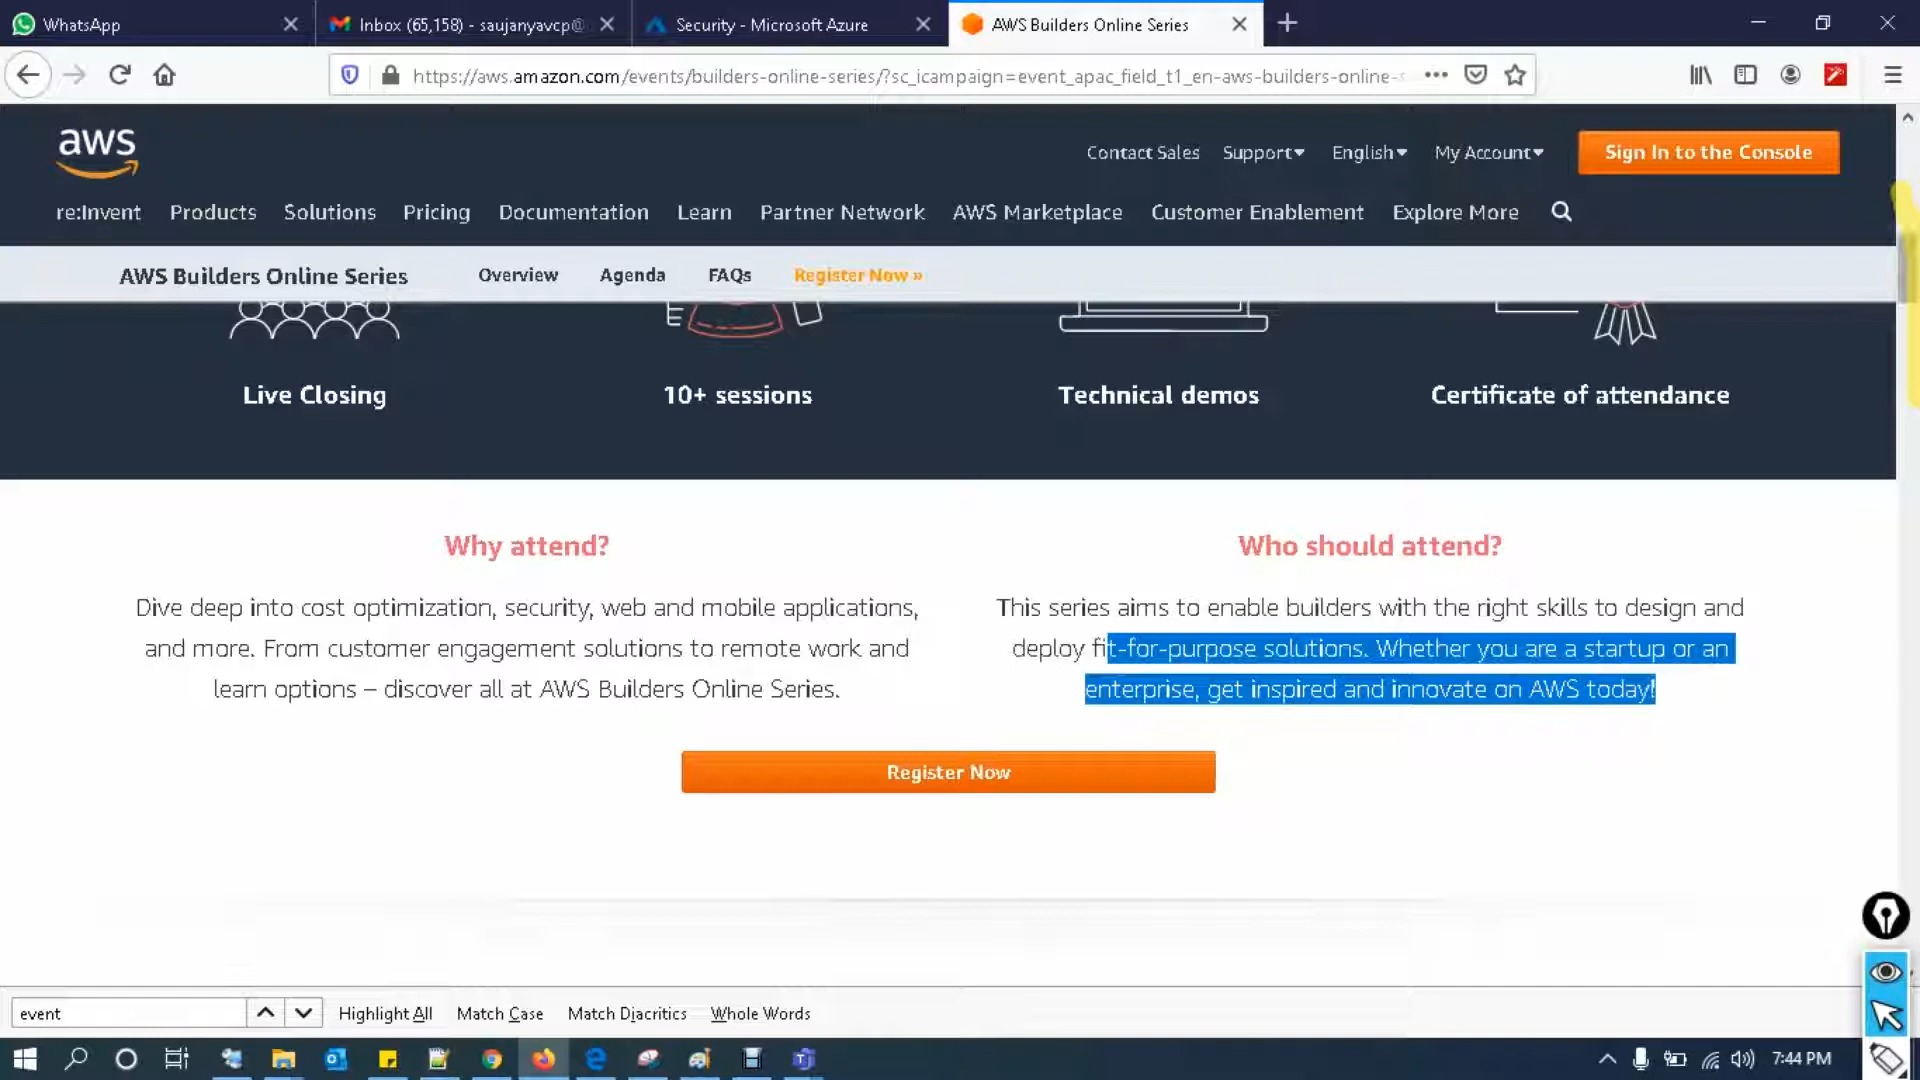 WhatsApp
Inbox (65,158) - saujanyavcp@
Security - Microsoft Azure
AWS Builders Online Series
https://aws.amazon.com/events/builders-online-series/?sc_icampaign=event_apac_field_t1_en-aws-builders-online-s
aws
Contact Sales Support English My Account Sign In to the Console
re:Invent Products Solutions Pricing Documentation Learn Partner Network AWS Marketplace Customer Enablement Explore More
AWS Builders Online Series Overview Agenda FAQs Register Now »
Live Closing 10+ sessions Technical demos Certificate of attendance
Why attend?
Dive deep into cost optimization, security, web and mobile applications,
and more. From customer engagement solutions to remote work and
learn options – discover all at AWS Builders Online Series.
Who should attend?
This series aims to enable builders with the right skills to design and
deploy fit-for-purpose solutions. Whether you are a startup or an
enterprise, get inspired and innovate on AWS today!
Register Now
event Highlight All Match Case Match Diacritics Whole Words
7:44 PM